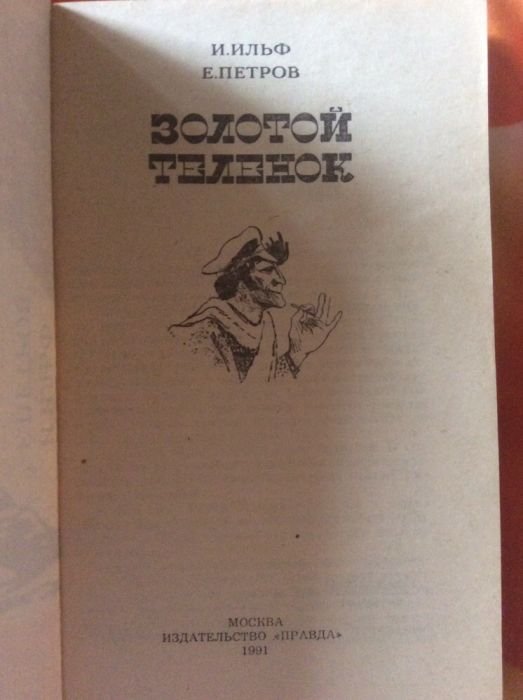 И. ИЛЬФ
Е. ПЕТРОВ
ЗОЛОТОЙ
ТЕЛЕНОК
МОСКВА
ИЗДАТЕЛЬСТВО «ПРАВДА»
1991